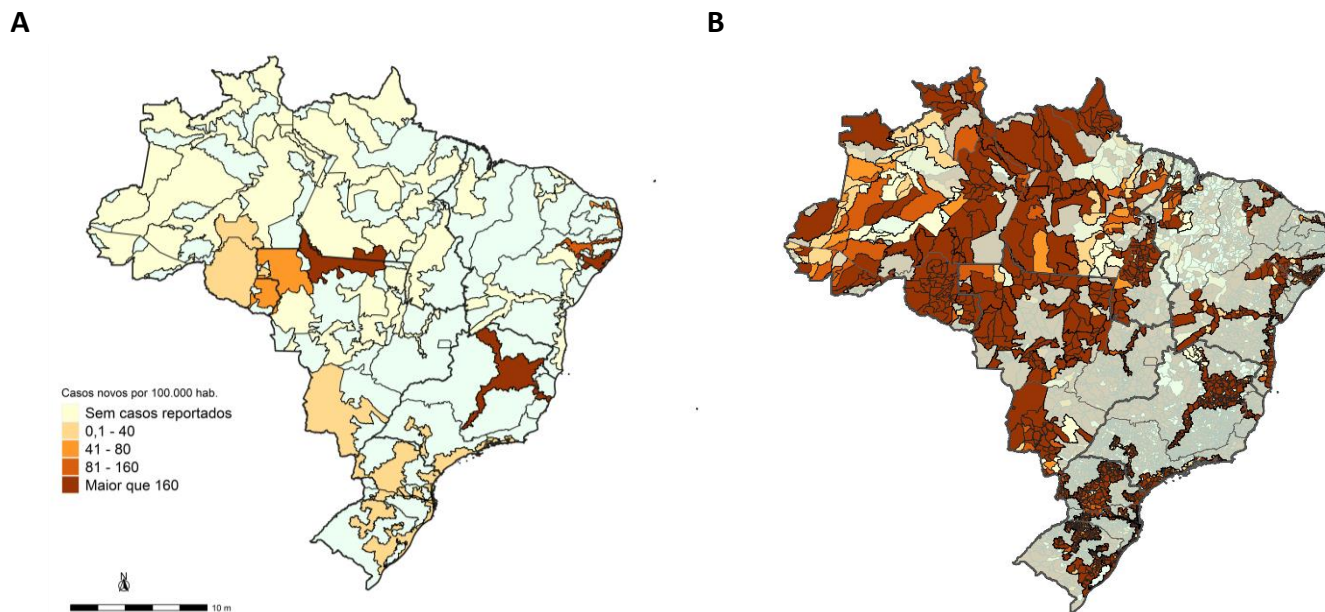 A
B
Casos novos por 100.000 hab.
Sem casos reportados
0,1 - 40
41 - 80
81 - 160
Maior que 160
N
10 m